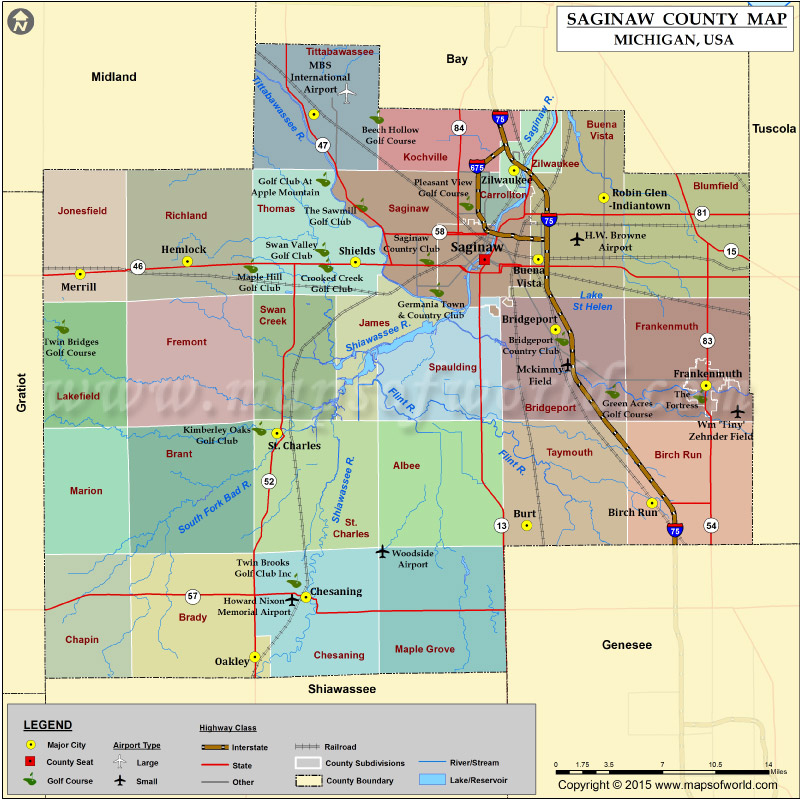 N
SAGINAW COUNTY MAP
MICHIGAN, USA
Midland
Bay
Tuscola
Tittabawassee
MBS
International
Airport
Tittabawassee R.
Saginaw R.
75
47
84
Beech Hollow
Golf Course
Kochville
675
Zilwaukee
Buena
Vista
Zilwaukee
Carrollton
Jonesfield
Richland
Thomas
Golf Club At
Apple Mountain
The Sawmill
Golf Club
Saginaw
Pleasant View
Golf Course
Robin Glen
-Indiantown
Blumfield
81
75
58
15
Hemlock
Swan Valley
Golf Club
Shields
Saginaw
Country Club
Saginaw
H.W. Browne
Airport
46
Merrill
Maple Hill
Golf Club
Crooked Creek
Golf Club
Buena
Vista
Germania Town
& Country Club
Lake
St Helen
Swan
Creek
James
Shiawassee R.
Bridgeport
Frankenmuth
Twin Bridges
Golf Course
Fremont
Bridgeport
Country Club
83
Spaulding
Mckimmy
Field
Frankenmuth
Lakefield
Flint R.
Bridgeport
Green Acres
Golf Course
The
Fortress
Wm 'Tiny'
Zehnder Field
www.mapsofworld.com
Gratiot
Kimberley Oaks
Golf Club
St. Charles
Brant
Albee
Flint R.
Taymouth
Birch Run
Marion
52
Shiawassee R.
South Fork Bad R.
St.
Charles
13
Burt
Birch Run
54
75
Woodside
Airport
Twin Brooks
Golf Club Inc
57
Howard Nixon
Memorial Airport
Chesaning
Brady
Chapin
Oakley
Chesaning
Maple Grove
Genesee
Shiawassee
LEGEND
Major City
County Seat
Golf Course
Airport Type
Large
Small
Highway Class
Interstate
State
Other
Railroad
County Subdivisions
County Boundary
River/Stream
Lake/Reservoir
0 1.75 3.5 7 10.5 14
Miles
Copyright © 2015 www.mapsofworld.com